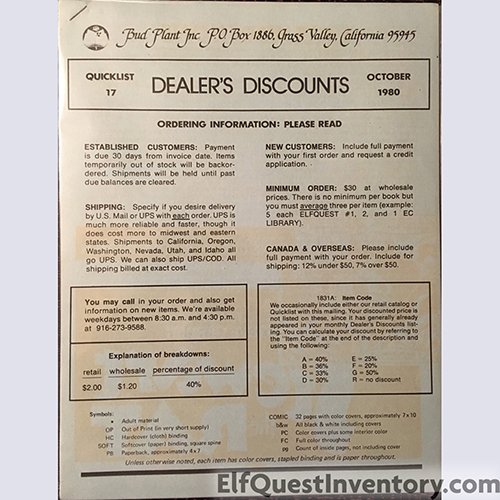 Bud Plant Inc. P.O. Box 1886, Grass Valley, California 95945
QUICKLIST
17
DEALER'S DISCOUNTS
OCTOBER
1980
ORDERING INFORMATION: PLEASE READ
ESTABLISHED CUSTOMERS: Payment
is due 30 days from invoice date. Items
temporarily out of stock will be backor-
dered. Shipments will be held until past
due balances are cleared.
SHIPPING: Specify if you desire delivery
by U.S. Mail or UPS with each order. UPS is
much more reliable and faster, though it
does cost more to midwest and eastern
states. Shipments to California, Oregon,
Washington, Nevada, Utah, and Idaho all
go UPS. We can also ship UPS/COD. All
shipping billed at exact cost.
NEW CUSTOMERS: Include full payment
with your first order and request a credit
application.
MINIMUM ORDER: $30 at wholesale
prices. There is no minimum per book but
you must average three per item (example:
5 each ELFQUEST #1, 2, and 1 EC
LIBRARY).
CANADA & OVERSEAS: Please include
full payment with your order. Include for
shipping: 12% under $50, 7% over $50.
You may call in your order and also get
information on new items. We're available
weekdays between 8:30 a.m. and 4:30 p.m.
at 916-273-9588.
Explanation of breakdowns:
retail wholesale percentage of discount
$2.00 $1.20 40%
1831A: Item Code
We occasionally include either our retail catalog or
Quicklist with this mailing. Your discounted price is
not listed on these, since it has generally already
appeared in your monthly Dealer's Discounts list-
ing. You can calculate your discount by referring to
the "Item Code" at the end of the description and
using the following:
A = 40% E = 25%
B = 36% F = 20%
C = 33% G = 50%
D = 30% R = no discount
Symbols:
Adult material
OP Out of Print (in very short supply)
HC Hardcover (cloth) binding
SOFT Softcover (paper) binding, square spine
PB Paperback, approximately 4x7
COMIC 32 pages with color covers, approximately 7x10
b&w All black & white including covers
PC Color covers plus some interior color
FC Full color throughout
pg Count of inside pages, not including cover
Unless otherwise noted, each item has color covers, stapled binding and is paper throughout.
ElfQuestInventory.com